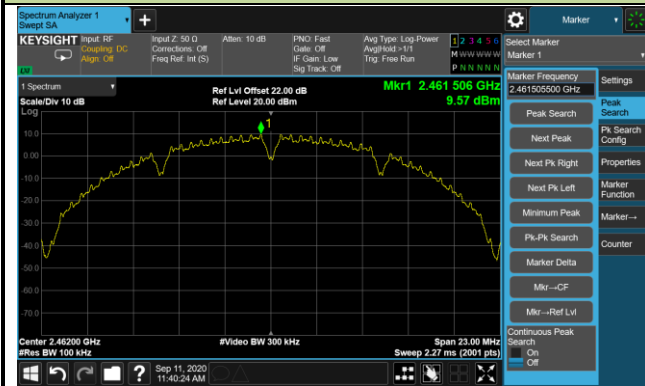 Spectrum Analyzer 1
Swept SA
+
Marker
KEYSIGHT
Input: RF
Coupling: DC
Align: Off
Input Z: 50 Ω
Corrections: Off
Freq Ref: Int (S)
Atten: 10 dB
PNO: Fast
Gate: Off
IF Gain: Low
Sig Track: Off
Avg Type: Log-Power
Avg|Hold:>1/1
Trig: Free Run
1 2 3 4 5 6
M W W W W W
P N N N N N
LXI
Select Marker
Marker 1
1 Spectrum
Scale/Div 10 dB
Log
Ref Lvl Offset 22.00 dB
Ref Level 20.00 dBm
Mkr1 2.461 506 GHz
9.57 dBm
1
10.0
0.00
-10.0
-20.0
-30.0
-40.0
-50.0
-60.0
-70.0
Center 2.46200 GHz
#Res BW 100 kHz
#Video BW 300 kHz
Span 23.00 MHz
Sweep 2.27 ms (2001 pts)
Marker Frequency
2.461505500 GHz
Peak Search
Next Peak
Next Pk Right
Next Pk Left
Minimum Peak
Pk-Pk Search
Marker Delta
Mkr→CF
Mkr→Ref Lvl
Continuous Peak
Search
On
Off
Settings
Peak
Search
Pk Search
Config
Properties
Marker
Function
Marker→
Counter
?
Sep 11, 2020
11:40:24 AM